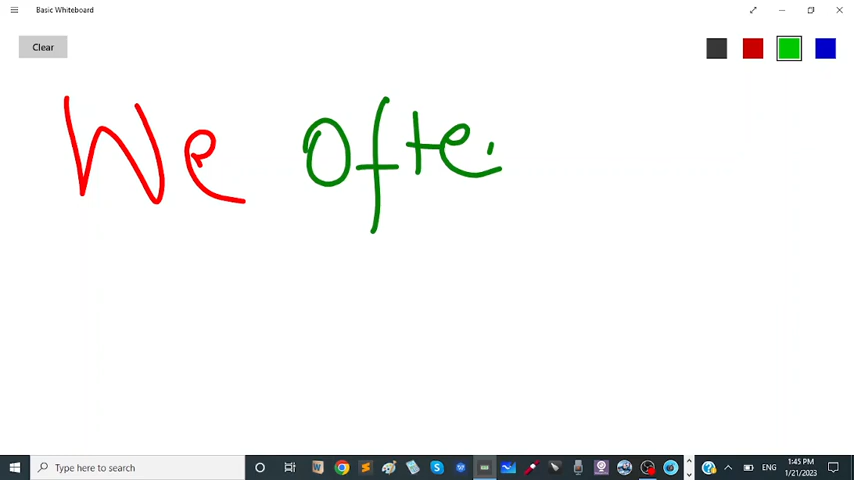 Basic Whiteboard
Clear
We ofte
Type here to search
ENG
1:45 PM
1/21/2023